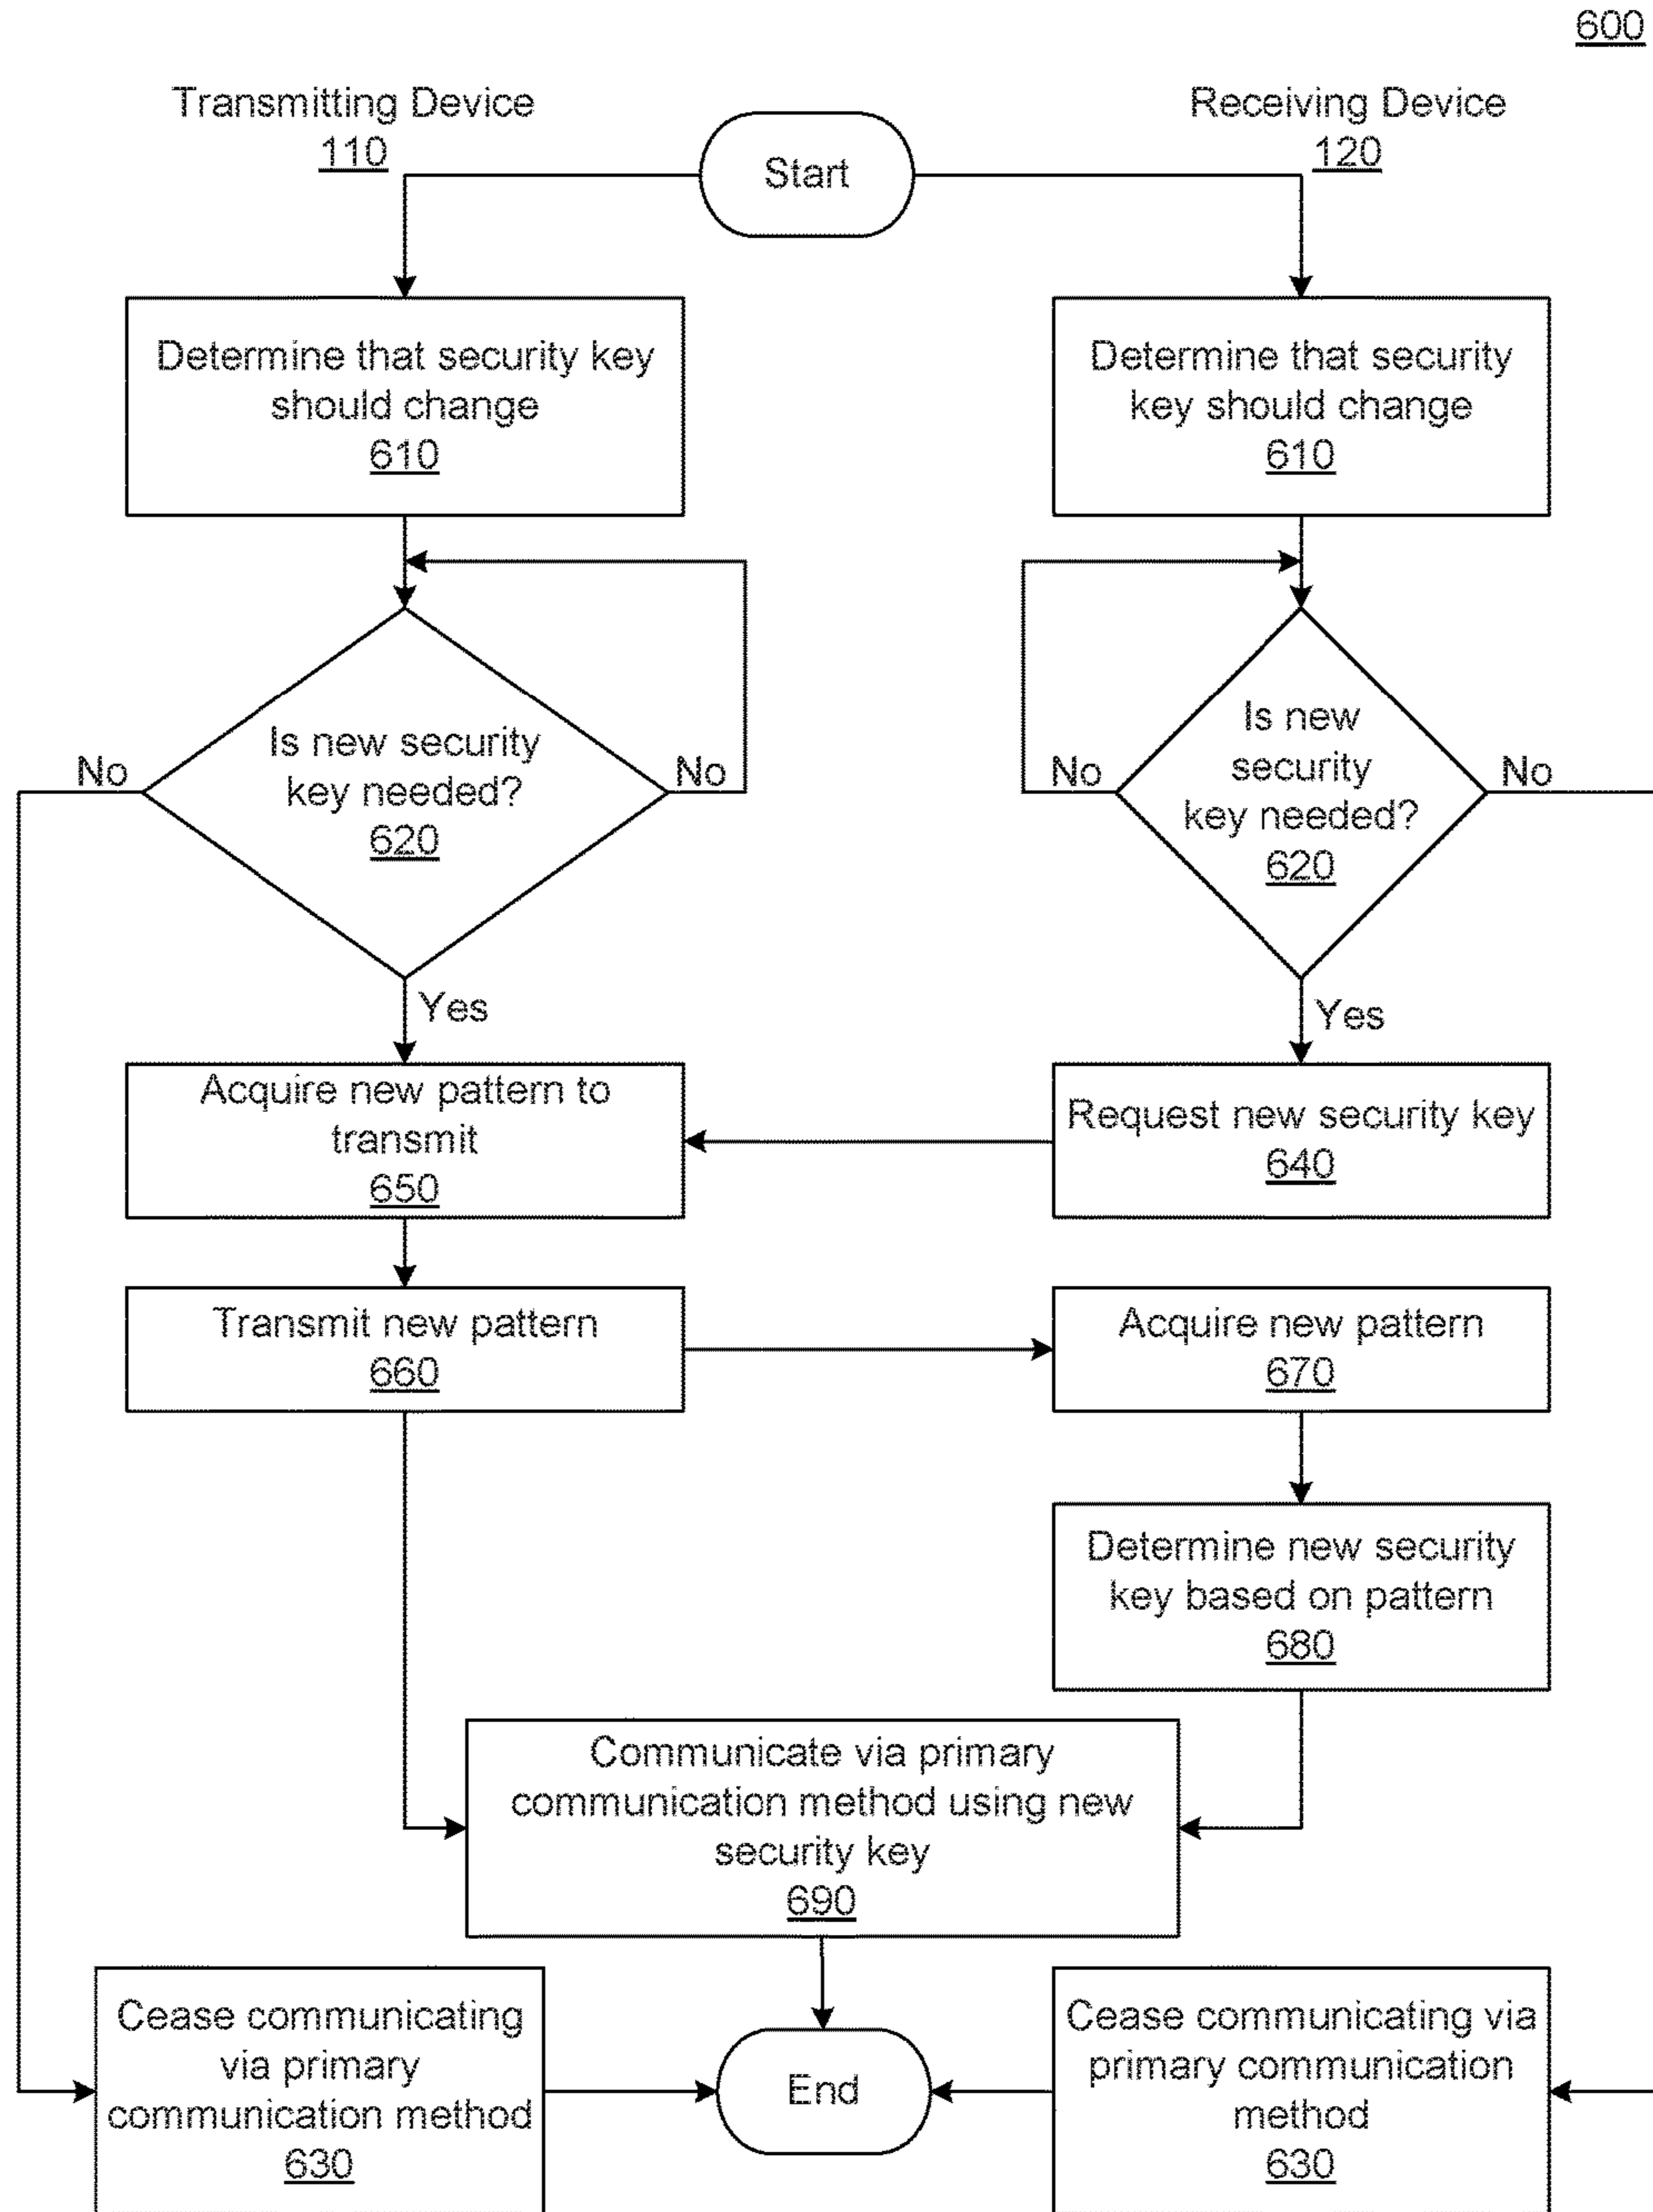 600
Transmitting Device
110
Receiving Device
120
Start
Determine that security key
should change
610
Determine that security
key should change
610
Is new security
key needed?
620
No
No
Yes
Is new
security
key needed?
620
No
No
Yes
Acquire new pattern to
transmit
650
Request new security key
640
Transmit new pattern
660
Acquire new pattern
670
Determine new security
key based on pattern
680
Communicate via primary
communication method using new
security key
690
Cease communicating
via primary
communication method
630
End
Cease communicating via
primary communication
method
630